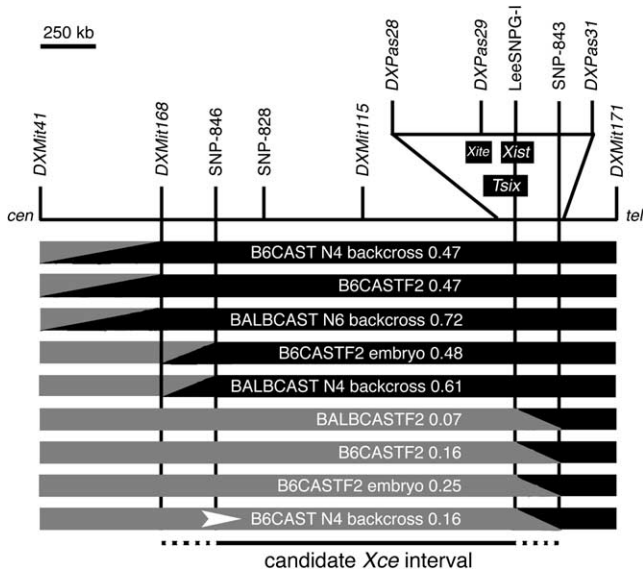 250 kb
DXMit41
DXMit168
SNP-846
SNP-828
DXMit115
DXPas28
DXPas29
LeeSNPG-I
SNP-843
DXPas31
DXMit171
Xite
Xist
Tsix
cen
tel
B6CAST N4 backcross 0.47
B6CASTF2 0.47
BALBCAST N6 backcross 0.72
B6CASTF2 embryo 0.48
BALBCAST N4 backcross 0.61
BALBCASTF2 0.07
B6CASTF2 0.16
B6CASTF2 embryo 0.25
B6CAST N4 backcross 0.16
candidate Xce interval